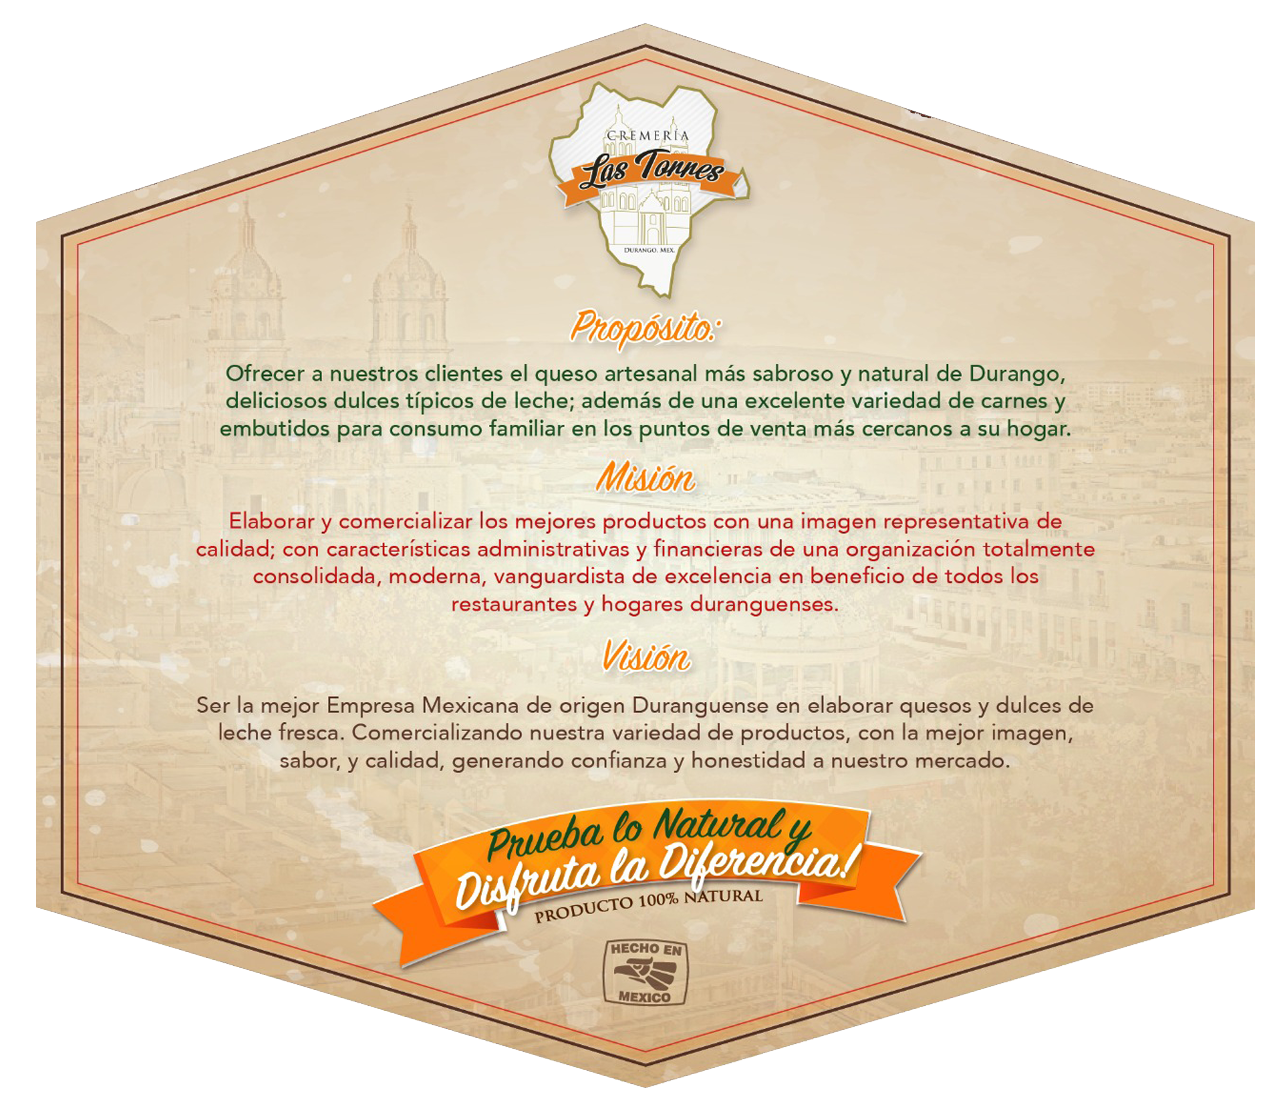 CREMERÍA
Las Torres
DURANGO, MEX.
Propósito:
Ofrecer a nuestros clientes el queso artesanal más sabroso y natural de Durango,
deliciosos dulces típicos de leche; además de una excelente variedad de carnes y
embutidos para consumo familiar en los puntos de venta más cercanos a su hogar.
Misión
Elaborar y comercializar los mejores productos con una imagen representativa de
calidad; con características administrativas y financieras de una organización totalmente
consolidada, moderna, vanguardista de excelencia en beneficio de todos los
restaurantes y hogares duranguenses.
Visión
Ser la mejor Empresa Mexicana de origen Duranguense en elaborar quesos y dulces de
leche fresca. Comercializando nuestra variedad de productos, con la mejor imagen,
sabor, y calidad, generando confianza y honestidad a nuestro mercado.
Prueba lo Natural y
Disfruta la Diferencia!
PRODUCTO 100% NATURAL
HECHO EN
MEXICO